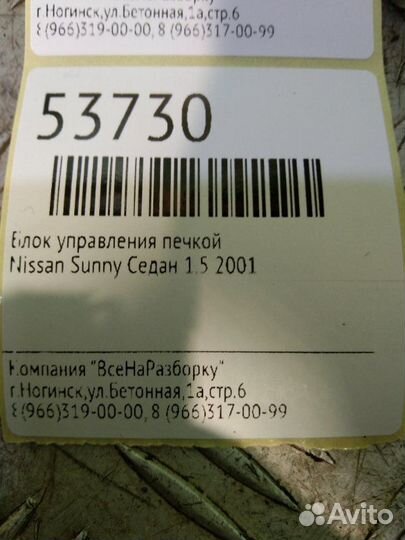 г.Ногинск,ул.Бетонная,1а,стр.6
8(966)319-00-00, 8 (966)317-00-99
53730
Блок управления печкой
Nissan Sunny Седан 1.5 2001
Компания "ВсеНаРазборку"
г.Ногинск,ул.Бетонная,1а,стр.6
8(966)319-00-00, 8 (966)317-00-99
Avito